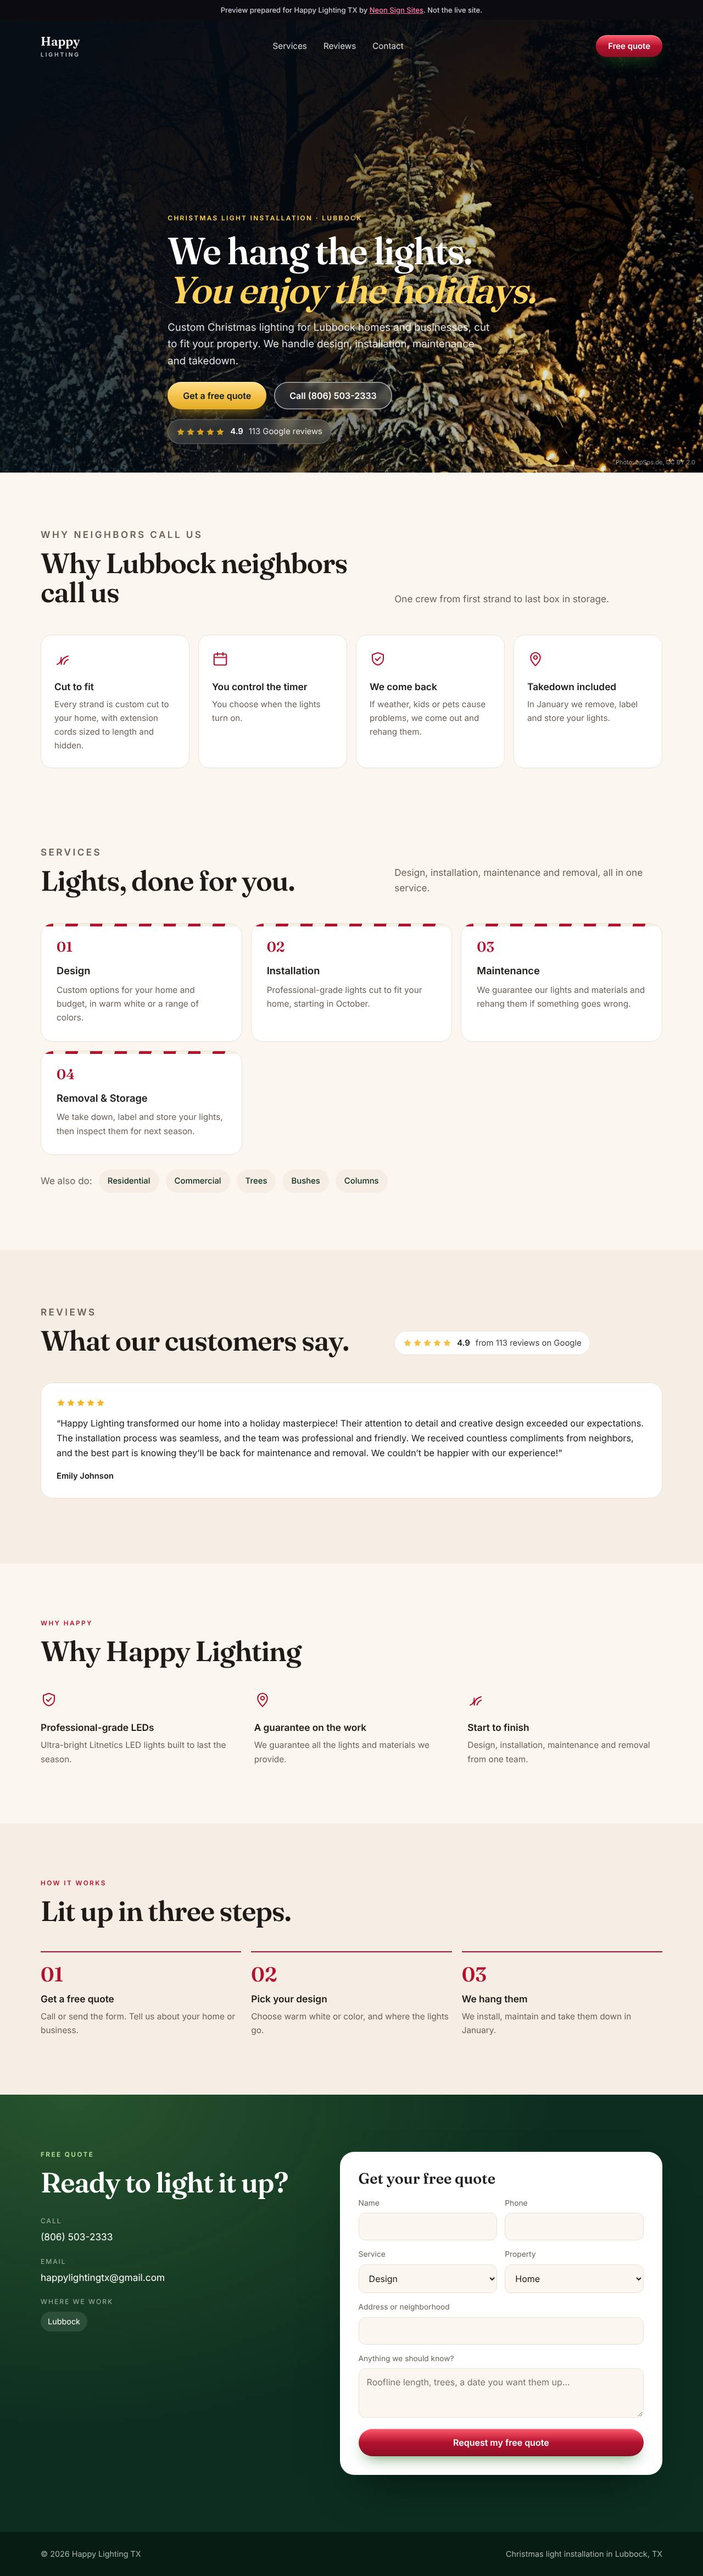 Preview prepared for Happy Lighting TX by Neon Sign Sites. Not the live site.
Happy
LIGHTING
Services
Reviews
Contact
Free quote
CHRISTMAS LIGHT INSTALLATION · LUBBOCK
We hang the lights.
You enjoy the holidays.
Custom Christmas lighting for Lubbock homes and businesses, cut
to fit your property. We handle design, installation, maintenance
and takedown.
Get a free quote
Call (806) 503-2333
★★★★★ 4.9 113 Google reviews
CC BY 2.0
WHY NEIGHBORS CALL US
Why Lubbock neighbors
call us
One crew from first strand to last box in storage.
Cut to fit
Every strand is custom cut to
your home, with extension
cords sized to length and
hidden.
You control the timer
You choose when the lights
turn on.
We come back
If weather, kids or pets cause
problems, we come out and
rehang them.
Takedown included
In January we remove, label
and store your lights.
SERVICES
Lights, done for you.
Design, installation, maintenance and removal, all in one
service.
01
Design
Custom options for your home and
budget, in warm white or a range of
colors.
02
Installation
Professional-grade lights cut to fit your
home, starting in October.
03
Maintenance
We guarantee our lights and materials and
rehang them if something goes wrong.
04
Removal & Storage
We take down, label and store your lights,
then inspect them for next season.
We also do:
Residential
Commercial
Trees
Bushes
Columns
REVIEWS
What our customers say.
★★★★★ 4.9 from 113 reviews on Google
★★★★★
“Happy Lighting transformed our home into a holiday masterpiece! Their attention to detail and creative design exceeded our expectations.
The installation process was seamless, and the team was professional and friendly. We received countless compliments from neighbors,
and the best part is knowing they’ll be back for maintenance and removal. We couldn’t be happier with our experience!”
Emily Johnson
WHY HAPPY
Why Happy Lighting
Professional-grade LEDs
Ultra-bright Litnetics LED lights built to last the
season.
A guarantee on the work
We guarantee all the lights and materials we
provide.
Start to finish
Design, installation, maintenance and removal
from one team.
HOW IT WORKS
Lit up in three steps.
01
Get a free quote
Call or send the form. Tell us about your home or
business.
02
Pick your design
Choose warm white or color, and where the lights
go.
03
We hang them
We install, maintain and take them down in
January.
FREE QUOTE
Ready to light it up?
CALL
(806) 503-2333
EMAIL
happylightingtx@gmail.com
WHERE WE WORK
Lubbock
Get your free quote
Name
Phone
Service
Property
Design
Home
Address or neighborhood
Anything we should know?
Roofline length, trees, a date you want them up...
Request my free quote
© 2026 Happy Lighting TX
Christmas light installation in Lubbock, TX